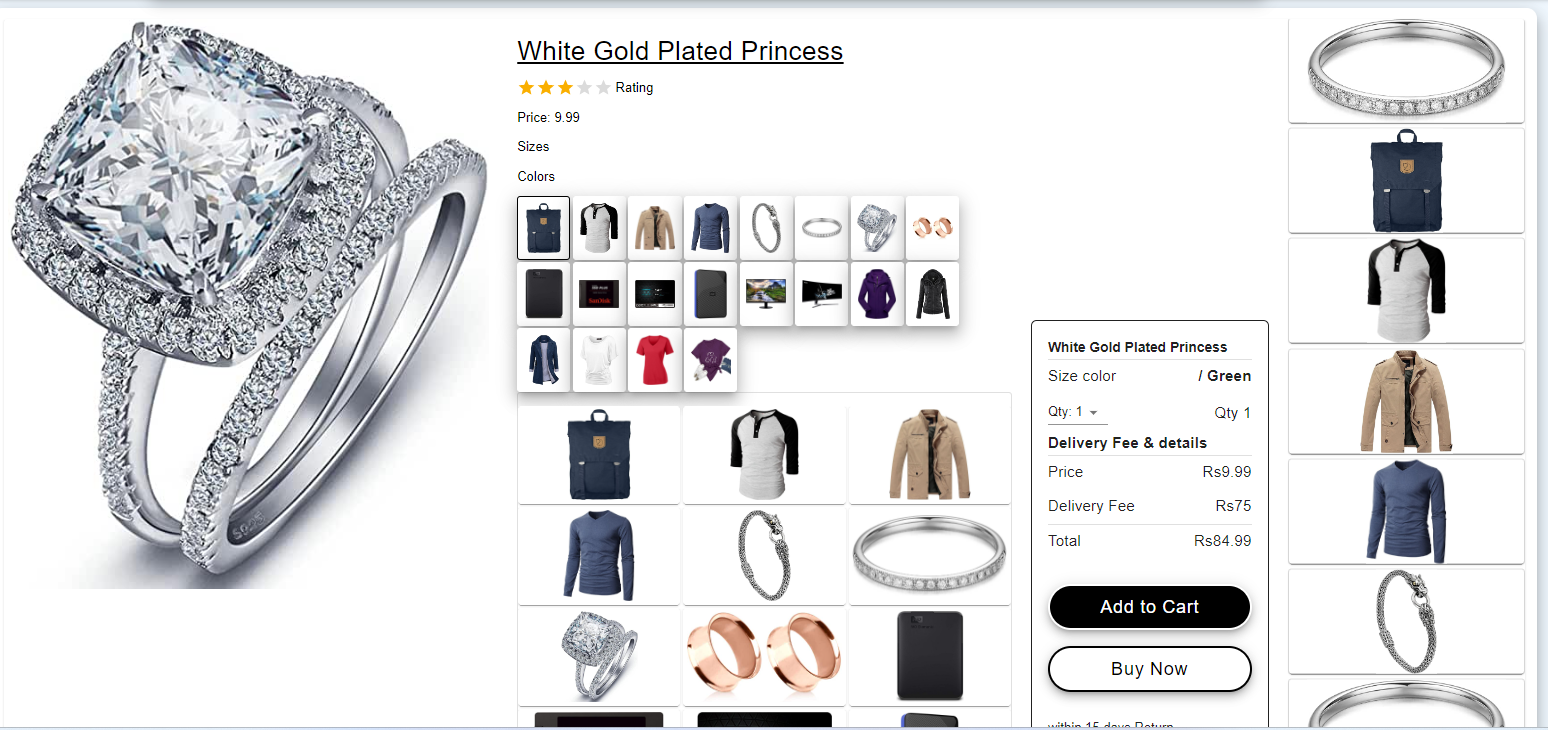 White Gold Plated Princess
Rating
Price: 9.99
Sizes
Colors
SanDisk
White Gold Plated Princess
Size color / Green
Qty: 1 Qty 1
Delivery Fee & details
Price Rs9.99
Delivery Fee Rs75
Total Rs84.99
Add to Cart
Buy Now
within 15 days Return